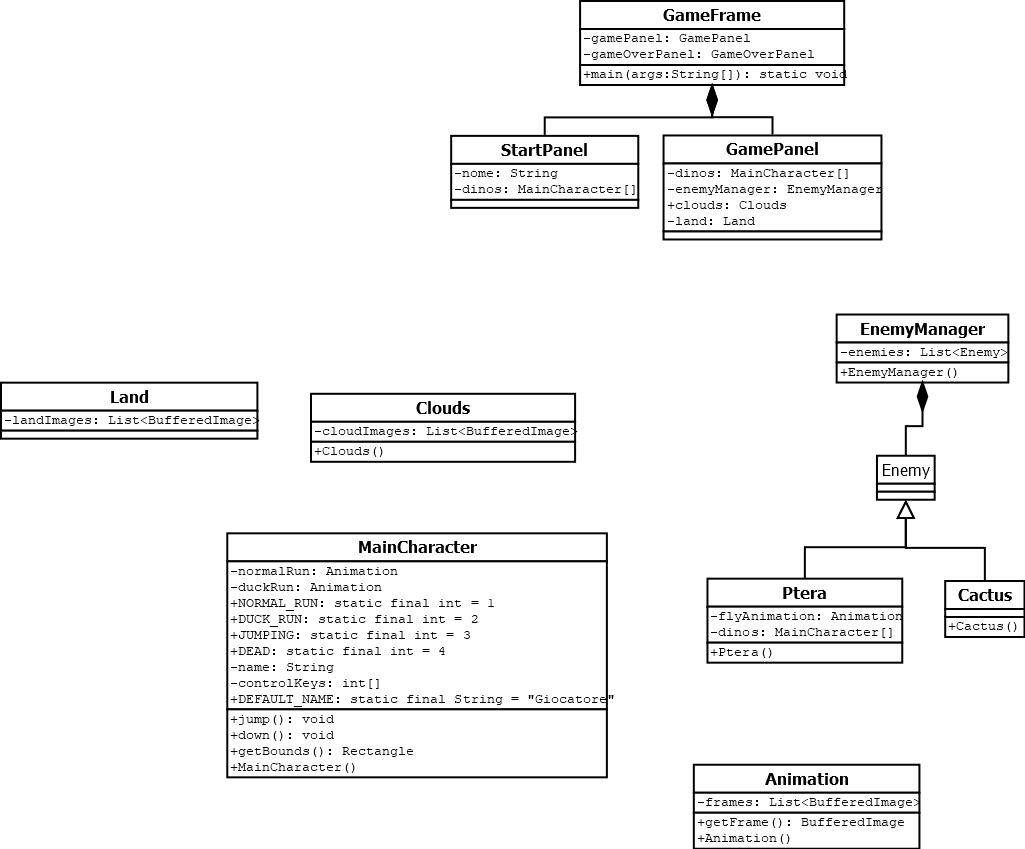 GameFrame
-gamePanel: GamePanel
-gameOverPanel: GameOverPanel
+main(args:String[]): static void
StartPanel
-nome: String
-dinos: MainCharacter[]
GamePanel
-dinos: MainCharacter[]
-enemyManager: EnemyManager
+clouds: Clouds
-land: Land
EnemyManager
-enemies: List<Enemy>
+EnemyManager()
Land
-landImages: List<BufferedImage>
Clouds
-cloudImages: List<BufferedImage>
+Clouds()
Enemy
MainCharacter
-normalRun: Animation
-duckRun: Animation
+NORMAL_RUN: static final int = 1
+DUCK_RUN: static final int = 2
+JUMPING: static final int = 3
+DEAD: static final int = 4
-name: String
-controlKeys: int[]
+DEFAULT_NAME: static final String = "Giocatore"
+jump(): void
+down(): void
+getBounds(): Rectangle
+MainCharacter()
Ptera
-flyAnimation: Animation
-dinos: MainCharacter[]
+Ptera()
Cactus
+Cactus()
Animation
-frames: List<BufferedImage>
+getFrame(): BufferedImage
+Animation()